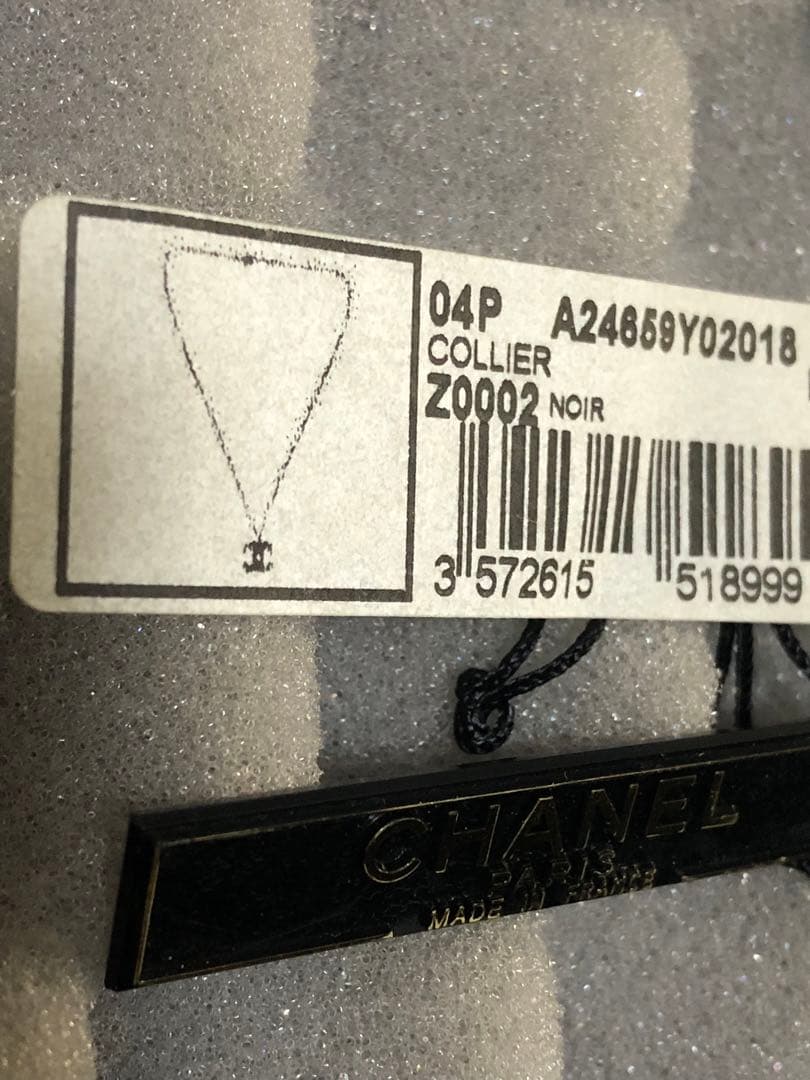 04P A24659Y02018
COLLIER
Z0002 NOIR
3 572615 518999
CHANEL
PARIS
MADE IN FRANCE